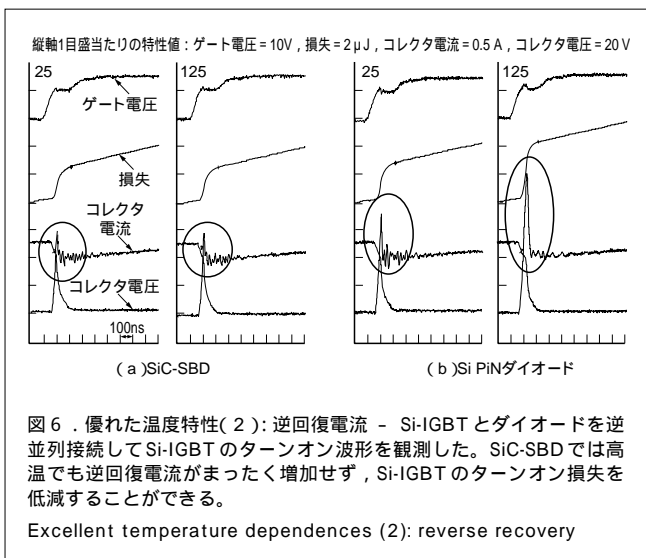 縦軸1目盛当たりの特性値：ゲート電圧＝10V，損失＝2μJ，コレクタ電流＝0.5 A，コレクタ電圧＝20 V
25
125
25
125
ゲート電圧
損失
コレクタ
電流
コレクタ電圧
100ns
(a)SiC-SBD
(b)Si PiNダイオード
図6．優れた温度特性(2)：逆回復電流 － Si-IGBTとダイオードを逆
並列接続してSi-IGBTのターンオン波形を観測した。SiC-SBDでは高
温でも逆回復電流がまったく増加せず，Si-IGBTのターンオン損失を
低減することができる。
Excellent temperature dependences (2): reverse recovery